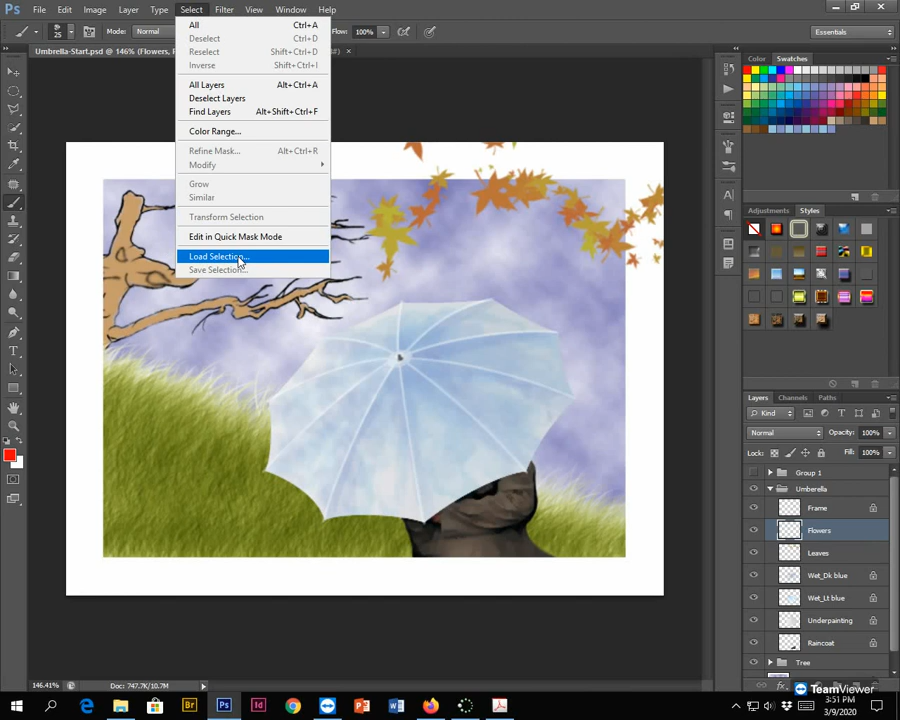 Ps File Edit Image Layer Type Select Filter View Window Help
25 Mode: Normal Flow: 100% Essentials
Umbrella-Start.psd @ 146% (Flowers,
All Ctrl+A
Deselect Ctrl+D
Reselect Shift+Ctrl+D
Inverse Shift+Ctrl+I
All Layers Alt+Ctrl+A
Deselect Layers
Find Layers Alt+Shift+Ctrl+F
Color Range...
Refine Mask... Alt+Ctrl+R
Modify
Grow
Similar
Transform Selection
Edit in Quick Mask Mode
Load Selection...
Save Selection...
Color Swatches
Adjustments Styles
Layers Channels Paths
Kind
Normal Opacity: 100%
Lock: Fill: 100%
Group 1
Umbrella
Frame
Flowers
Leaves
Wet_Dk blue
Wet_Lt blue
Underpainting
Raincoat
Tree
146.41% Doc: 747.7K/10.7M
TeamViewer
3:51 PM
3/9/2020